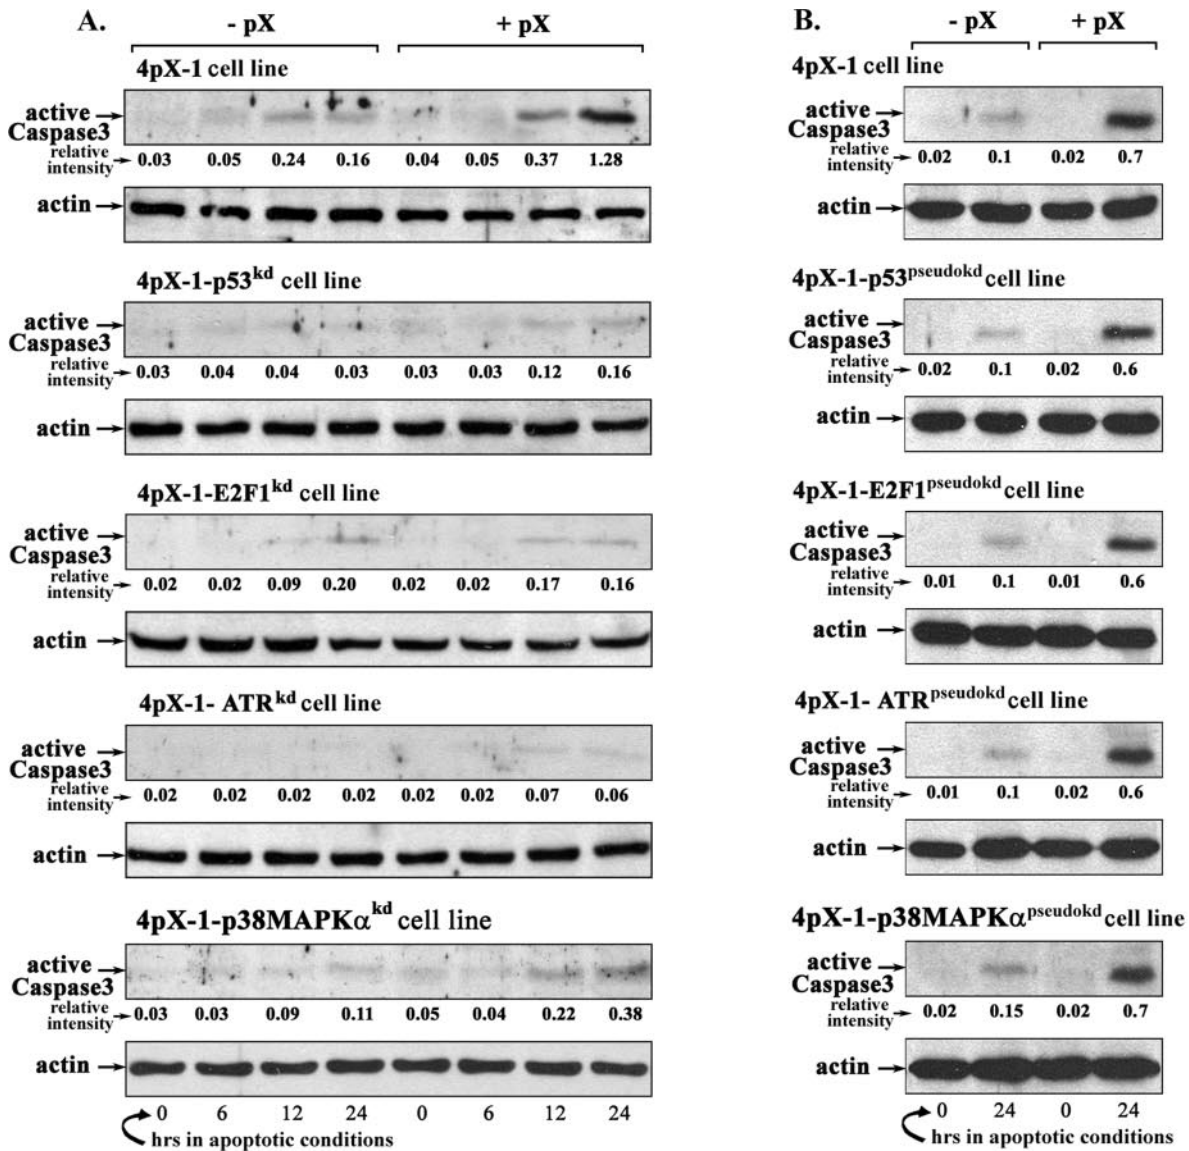 A.
- pX
+ pX
4pX-1 cell line
active
Caspase3
relative
intensity
0.03 0.05 0.24 0.16 0.04 0.05 0.37 1.28
actin
4pX-1-p53kd cell line
active
Caspase3
relative
intensity
0.03 0.04 0.04 0.03 0.03 0.03 0.12 0.16
actin
4pX-1-E2F1kd cell line
active
Caspase3
relative
intensity
0.02 0.02 0.09 0.20 0.02 0.02 0.17 0.16
actin
4pX-1- ATRkd cell line
active
Caspase3
relative
intensity
0.02 0.02 0.02 0.02 0.02 0.02 0.07 0.06
actin
4pX-1-p38MAPKαkd cell line
active
Caspase3
relative
intensity
0.03 0.03 0.09 0.11 0.05 0.04 0.22 0.38
actin
0 6 12 24 0 6 12 24
hrs in apoptotic conditions
B.
- pX
+ pX
4pX-1 cell line
active
Caspase3
relative
intensity
0.02 0.1 0.02 0.7
actin
4pX-1-p53pseudokd cell line
active
Caspase3
relative
intensity
0.02 0.1 0.02 0.6
actin
4pX-1-E2F1pseudokd cell line
active
Caspase3
relative
intensity
0.01 0.1 0.01 0.6
actin
4pX-1- ATRpseudokd cell line
active
Caspase3
relative
intensity
0.01 0.1 0.02 0.6
actin
4pX-1-p38MAPKαpseudokd cell line
active
Caspase3
relative
intensity
0.02 0.15 0.02 0.7
actin
0 24 0 24
hrs in apoptotic conditions